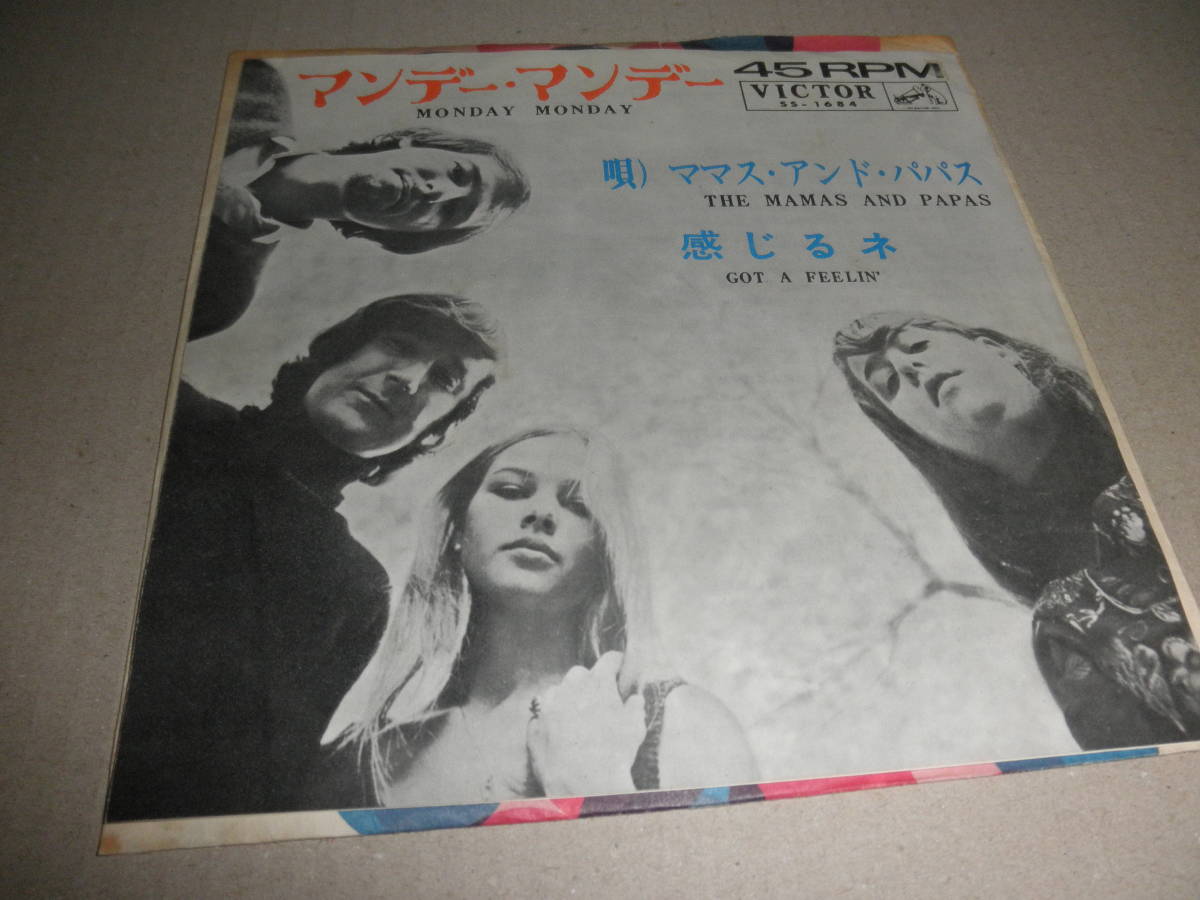 マンデー・マンデー
MONDAY MONDAY
45 RPM
VICTOR
SS-1684
唄) ママス・アンド・パパス
THE MAMAS AND PAPAS
感じるネ
GOT A FEELIN'